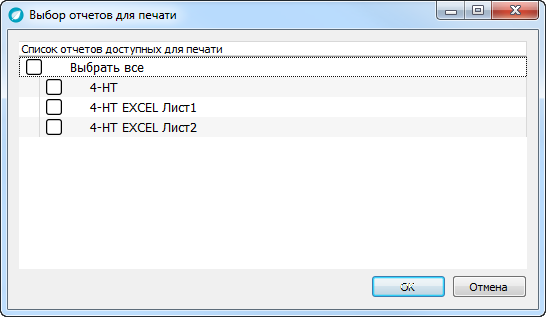 Выбор отчетов для печати
Список отчетов доступных для печати
Выбрать все
4-НТ
4-НТ EXCEL Лист1
4-НТ EXCEL Лист2
OK
Отмена